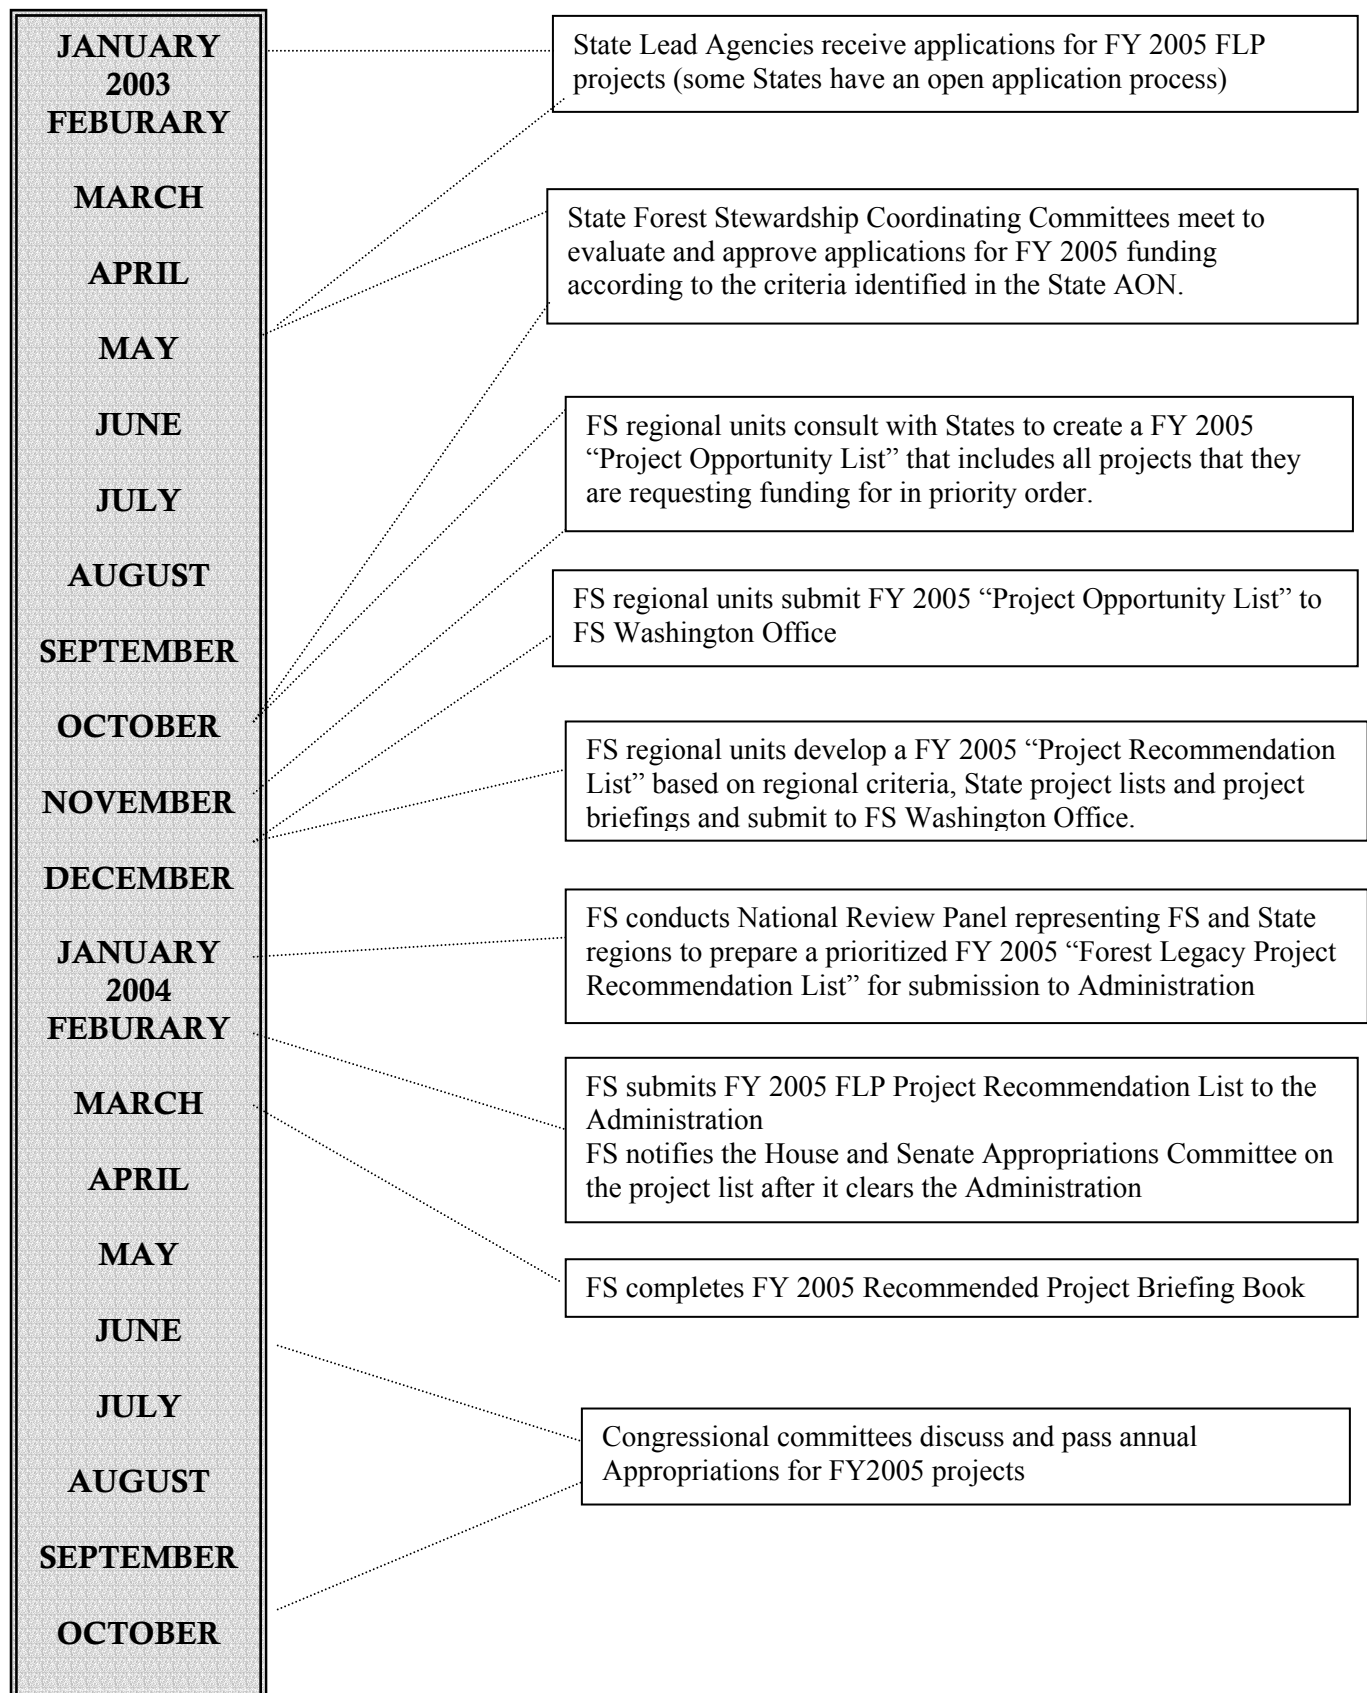 JANUARY
2003
FEBURARY
MARCH
APRIL
MAY
JUNE
JULY
AUGUST
SEPTEMBER
OCTOBER
NOVEMBER
DECEMBER
JANUARY
2004
FEBURARY
MARCH
APRIL
MAY
JUNE
JULY
AUGUST
SEPTEMBER
OCTOBER
State Lead Agencies receive applications for FY 2005 FLP
projects (some States have an open application process)
State Forest Stewardship Coordinating Committees meet to
evaluate and approve applications for FY 2005 funding
according to the criteria identified in the State AON.
FS regional units consult with States to create a FY 2005
“Project Opportunity List” that includes all projects that they
are requesting funding for in priority order.
FS regional units submit FY 2005 “Project Opportunity List” to
FS Washington Office
FS regional units develop a FY 2005 “Project Recommendation
List” based on regional criteria, State project lists and project
briefings and submit to FS Washington Office.
FS conducts National Review Panel representing FS and State
regions to prepare a prioritized FY 2005 “Forest Legacy Project
Recommendation List” for submission to Administration
FS submits FY 2005 FLP Project Recommendation List to the
Administration
FS notifies the House and Senate Appropriations Committee on
the project list after it clears the Administration
FS completes FY 2005 Recommended Project Briefing Book
Congressional committees discuss and pass annual
Appropriations for FY2005 projects